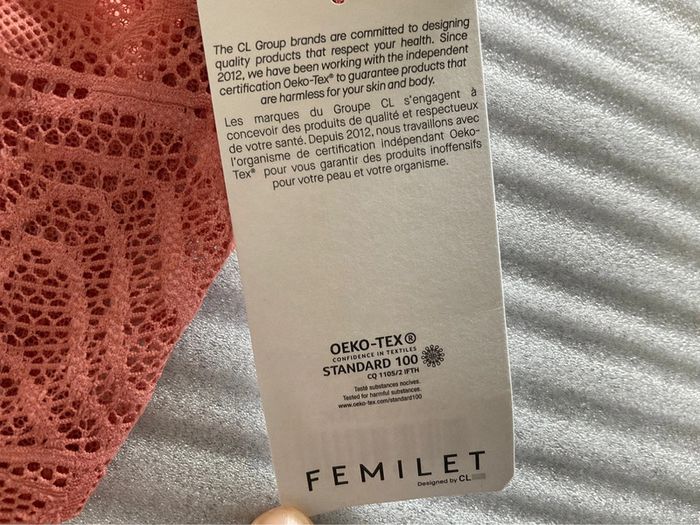 The CL Group brands are committed to designing
quality products that respect your health. Since
2012, we have been working with the independent
certification Oeko-Tex® to guarantee products that
are harmless for your skin and body.
Les marques du Groupe CL s'engagent à
concevoir des produits de qualité et respectueux
de votre santé. Depuis 2012, nous travaillons avec
l'organisme de certification indépendant Oeko-
Tex® pour vous garantir des produits inoffensifs
pour votre peau et votre organisme.
OEKO-TEX®
CONFIDENCE IN TEXTILES
STANDARD 100
CQ 1105/2 IFTH
Testé substances nocives.
Tested for harmful substances.
www.oeko-tex.com/standard100
FEMILET
Designed by CL